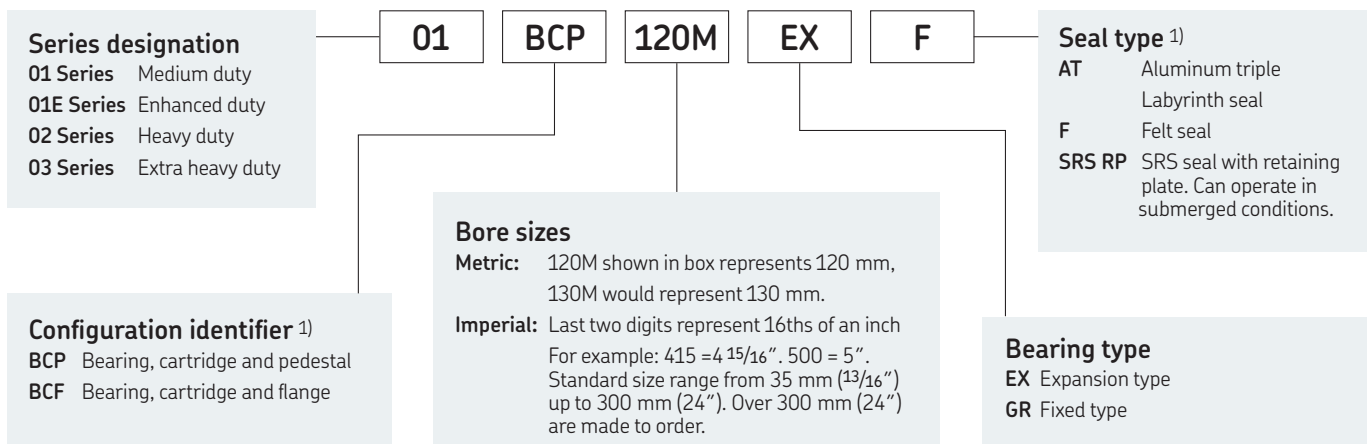 01 BCP 120M EX F
Series designation
01 Series Medium duty
01E Series Enhanced duty
02 Series Heavy duty
03 Series Extra heavy duty
Seal type 1)
AT Aluminum triple
Labyrinth seal
F Felt seal
SRS RP SRS seal with retaining
plate. Can operate in
submerged conditions.
Configuration identifier 1)
BCP Bearing, cartridge and pedestal
BCF Bearing, cartridge and flange
Bore sizes
Metric: 120M shown in box represents 120 mm,
130M would represent 130 mm.
Imperial: Last two digits represent 16ths of an inch
For example: 415 =4 15/16″. 500 = 5″.
Standard size range from 35 mm (13/16″)
up to 300 mm (24″). Over 300 mm (24″)
are made to order.
Bearing type
EX Expansion type
GR Fixed type